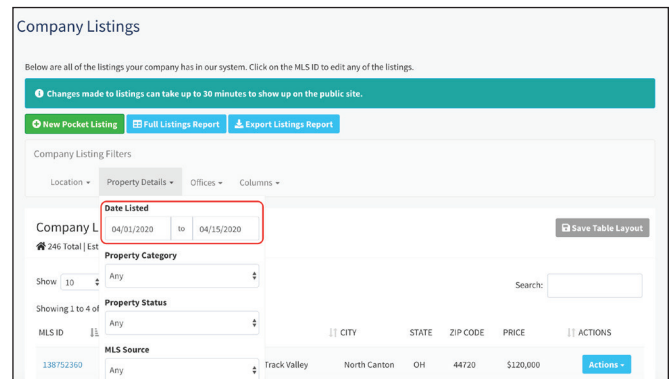 Company Listings
Below are all of the listings your company has in our system. Click on the MLS ID to edit any of the listings.
Changes made to listings can take up to 30 minutes to show up on the public site.
New Pocket Listing Full Listings Report Export Listings Report
Company Listing Filters
Location Property Details Offices Columns
Date Listed
04/01/2020 to 04/15/2020
Company L
Save Table Layout
246 Total | Est
Property Category
Any
Show 10
Search:
Property Status
Showing 1 to 4 of
Any
MLS ID CITY STATE ZIP CODE PRICE ACTIONS
MLS Source
Any
138752360 Track Valley North Canton OH 44720 $120,000 Actions